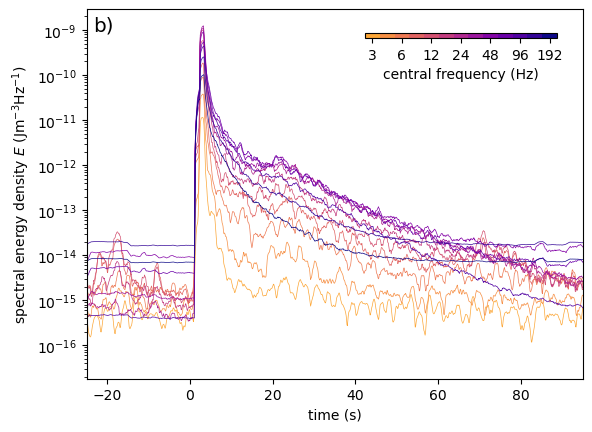 b)
3 6 12 24 48 96 192
central frequency (Hz)
spectral energy density E (Jm⁻³Hz⁻¹)
10⁻⁹
10⁻¹⁰
10⁻¹¹
10⁻¹²
10⁻¹³
10⁻¹⁴
10⁻¹⁵
10⁻¹⁶
−20 0 20 40 60 80
time (s)